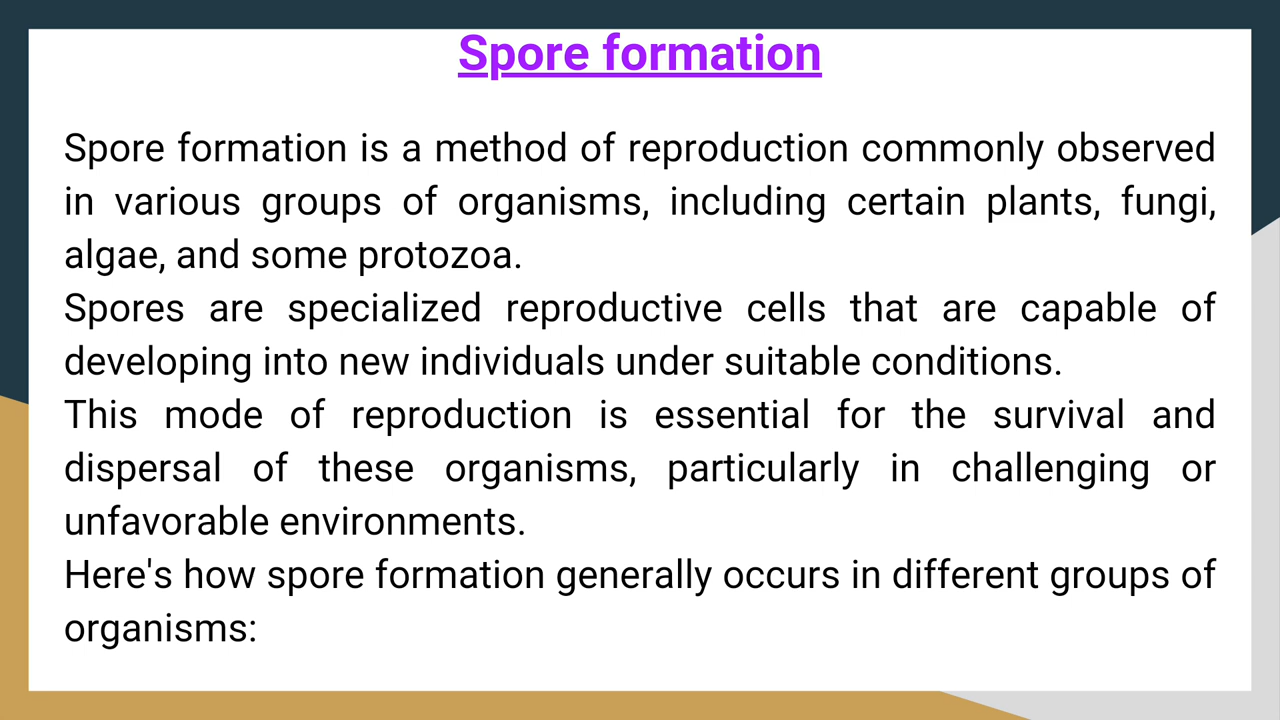 Spore formation
Spore formation is a method of reproduction commonly observed
in various groups of organisms, including certain plants, fungi,
algae, and some protozoa.
Spores are specialized reproductive cells that are capable of
developing into new individuals under suitable conditions.
This mode of reproduction is essential for the survival and
dispersal of these organisms, particularly in challenging or
unfavorable environments.
Here's how spore formation generally occurs in different groups of
organisms: